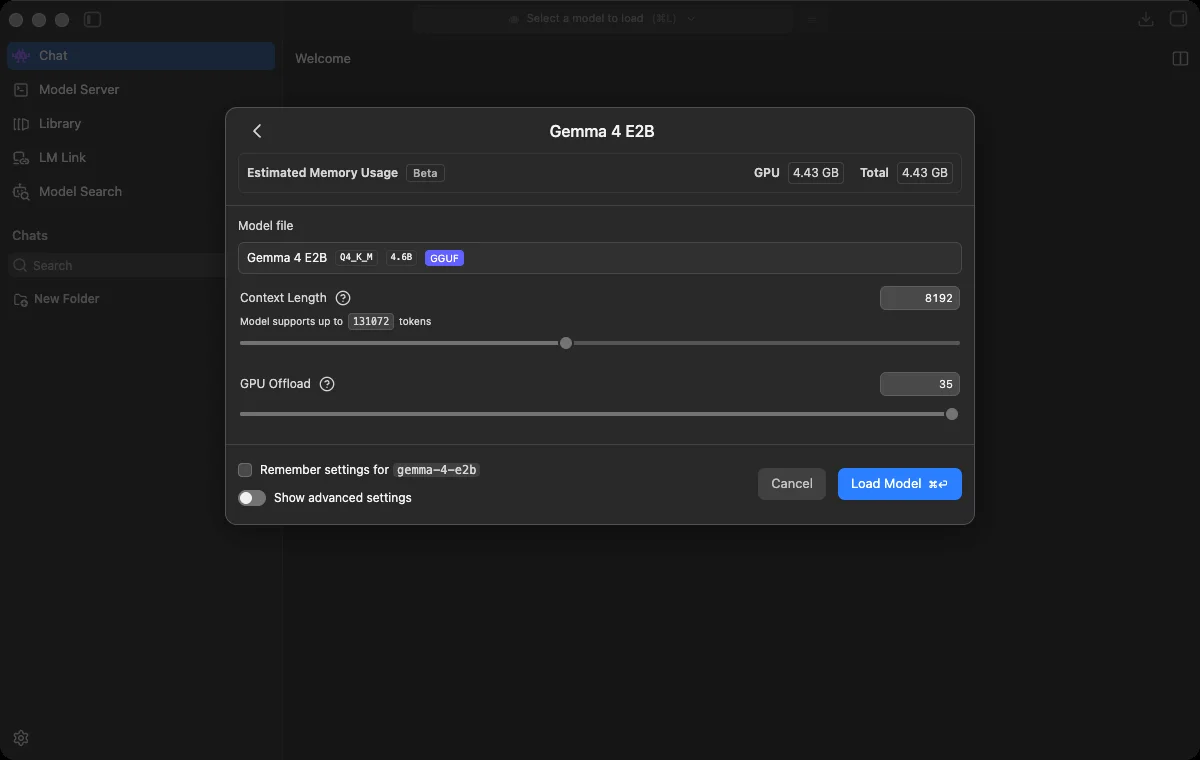 Select a model to load (⌘L)
Chat
Welcome
Model Server
Library
LM Link
Model Search
Chats
Search
New Folder
Gemma 4 E2B
Estimated Memory Usage Beta GPU 4.43 GB Total 4.43 GB
Model file
Gemma 4 E2B Q4_K_M 4.6B GGUF
Context Length ? 8192
Model supports up to 131072 tokens
GPU Offload ? 35
Remember settings for gemma-4-e2b
Show advanced settings
Cancel
Load Model ⌘↵